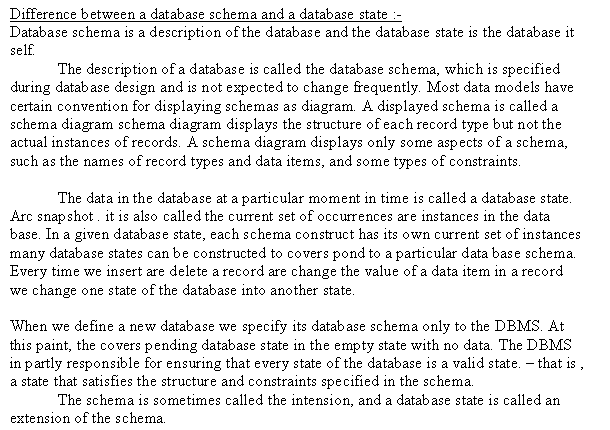 Difference between a database schema and a database state :-
Database schema is a description of the database and the database state is the database it
self.
The description of a database is called the database schema, which is specified
during database design and is not expected to change frequently. Most data models have
certain convention for displaying schemas as diagram. A displayed schema is called a
schema diagram schema diagram displays the structure of each record type but not the
actual instances of records. A schema diagram displays only some aspects of a schema,
such as the names of record types and data items, and some types of constraints.
The data in the database at a particular moment in time is called a database state.
Arc snapshot . it is also called the current set of occurrences are instances in the data
base. In a given database state, each schema construct has its own current set of instances
many database states can be constructed to covers pond to a particular data base schema.
Every time we insert are delete a record are change the value of a data item in a record
we change one state of the database into another state.
When we define a new database we specify its database schema only to the DBMS. At
this paint, the covers pending database state in the empty state with no data. The DBMS
in partly responsible for ensuring that every state of the database is a valid state. – that is ,
a state that satisfies the structure and constraints specified in the schema.
The schema is sometimes called the intension, and a database state is called an
extension of the schema.